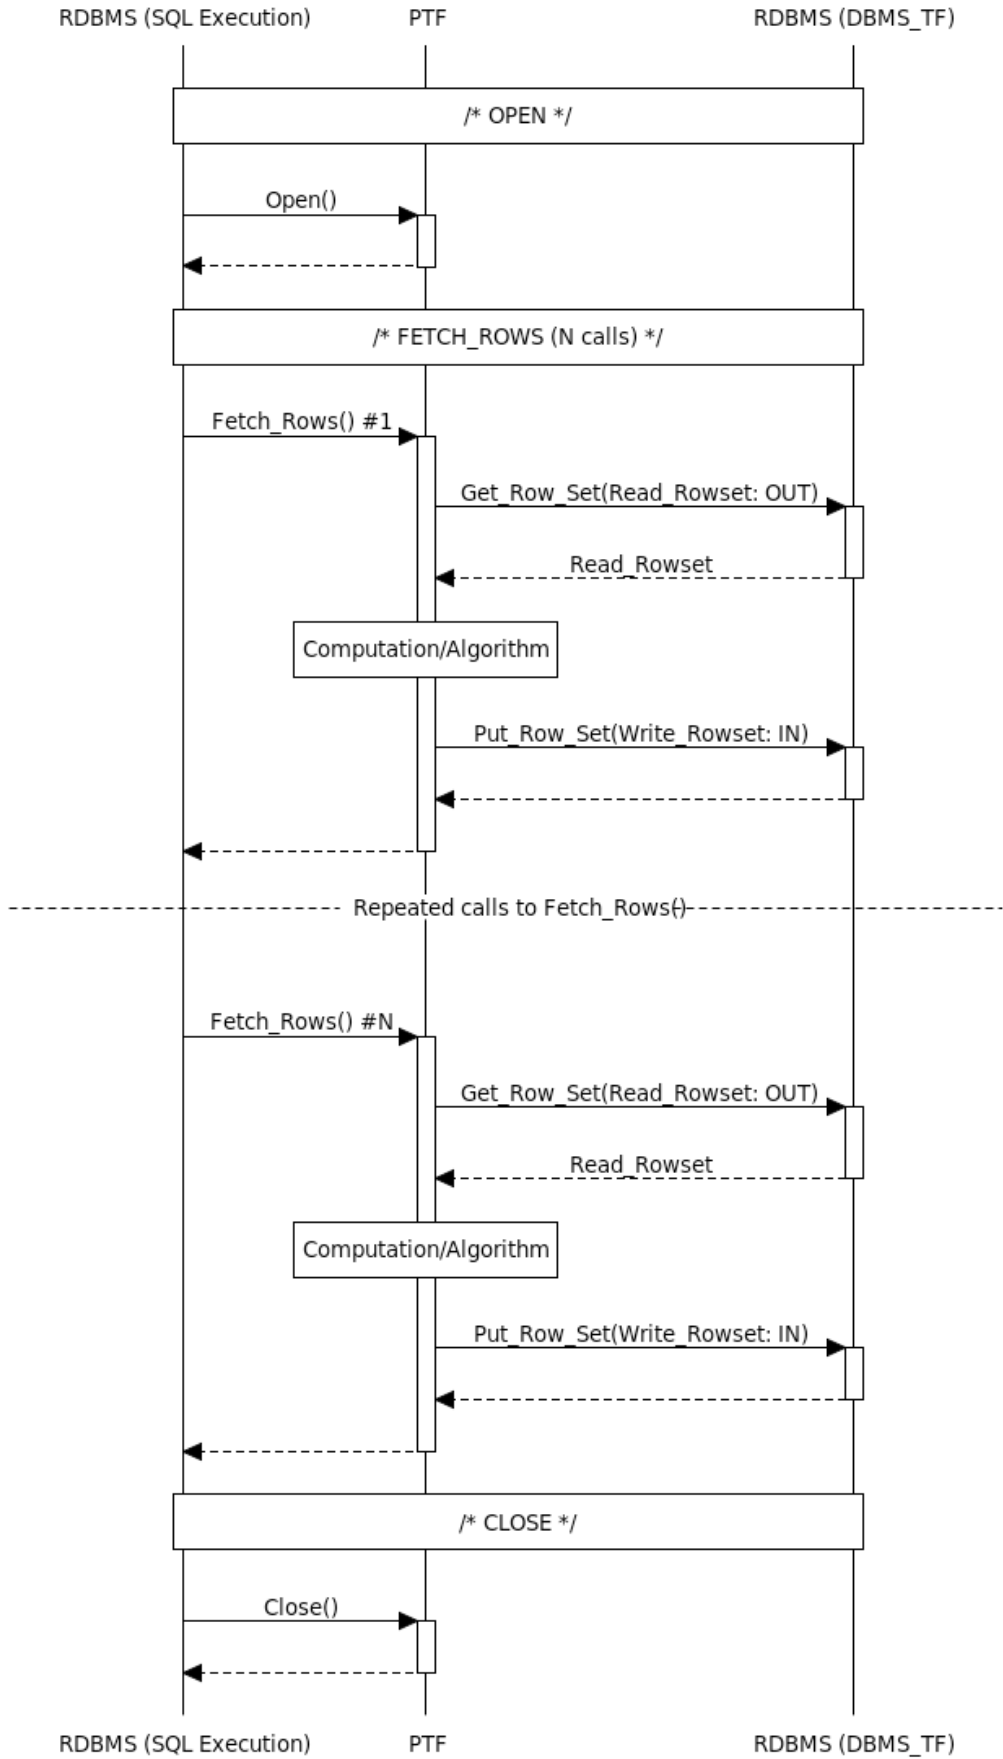 RDBMS (SQL Execution) PTF RDBMS (DBMS_TF)
/* OPEN */
Open()
/* FETCH_ROWS (N calls) */
Fetch_Rows() #1
Get_Row_Set(Read_Rowset: OUT)
Read_Rowset
Computation/Algorithm
Put_Row_Set(Write_Rowset: IN)
Repeated calls to Fetch_Rows()
Fetch_Rows() #N
Get_Row_Set(Read_Rowset: OUT)
Read_Rowset
Computation/Algorithm
Put_Row_Set(Write_Rowset: IN)
/* CLOSE */
Close()
RDBMS (SQL Execution) PTF RDBMS (DBMS_TF)